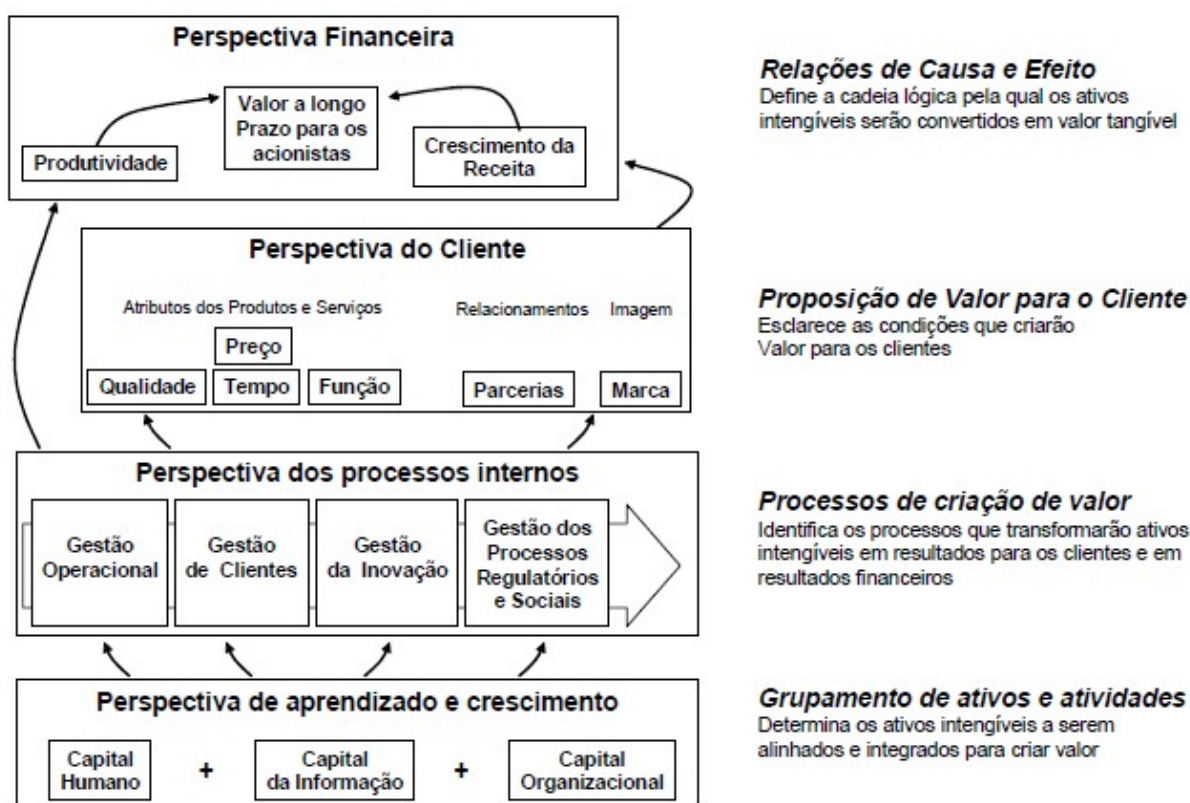 Perspectiva Financeira
Valor a longo
Prazo para os
acionistas
Produtividade
Crescimento da
Receita
Relações de Causa e Efeito
Define a cadeia lógica pela qual os ativos
intengíveis serão convertidos em valor tangível
Perspectiva do Cliente
Atributos dos Produtos e Serviços
Relacionamentos
Imagem
Preço
Qualidade
Tempo
Função
Parcerias
Marca
Proposição de Valor para o Cliente
Esclarece as condições que criarão
Valor para os clientes
Perspectiva dos processos internos
Gestão
Operacional
Gestão
de Clientes
Gestão
da Inovação
Gestão dos
Processos
Regulatórios
e Sociais
Processos de criação de valor
Identifica os processos que transformarão ativos
intengíveis em resultados para os clientes e em
resultados financeiros
Perspectiva de aprendizado e crescimento
Capital
Humano
+
Capital
da Informação
+
Capital
Organizacional
Grupamento de ativos e atividades
Determina os ativos intengíveis a serem
alinhados e integrados para criar valor